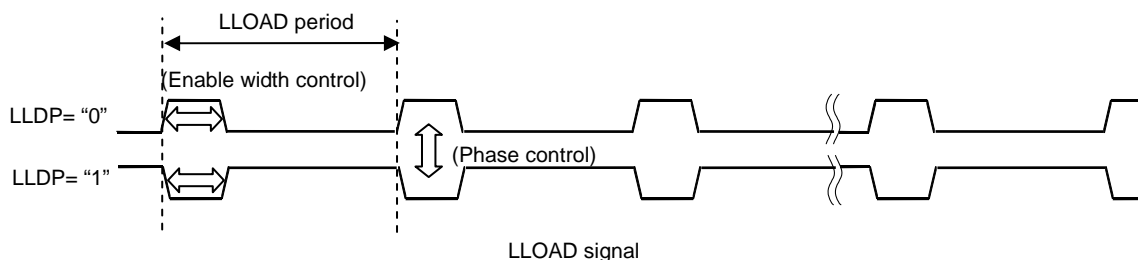 LLOAD period
(Enable width control)
LLDP= “0”
(Phase control)
LLDP= “1”
LLOAD signal